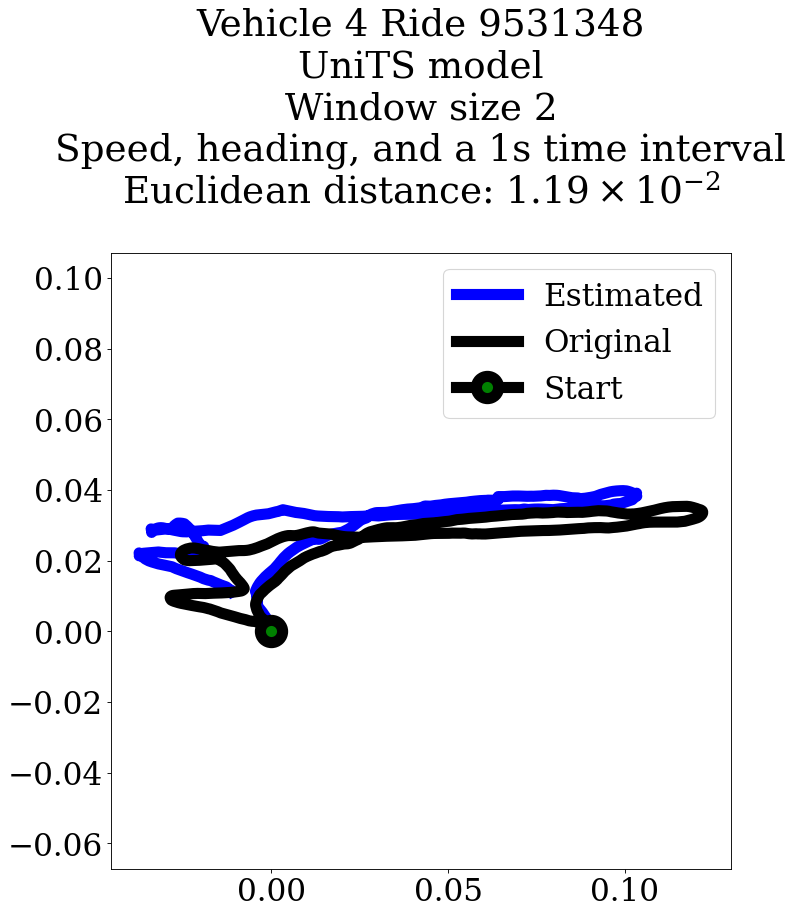 Vehicle 4 Ride 9531348
UniTS model
Window size 2
Speed, heading, and a 1s time interval
Euclidean distance: 1.19 × 10⁻²
Estimated
Original
Start
0.10
0.08
0.06
0.04
0.02
0.00
−0.02
−0.04
−0.06
0.00 0.05 0.10